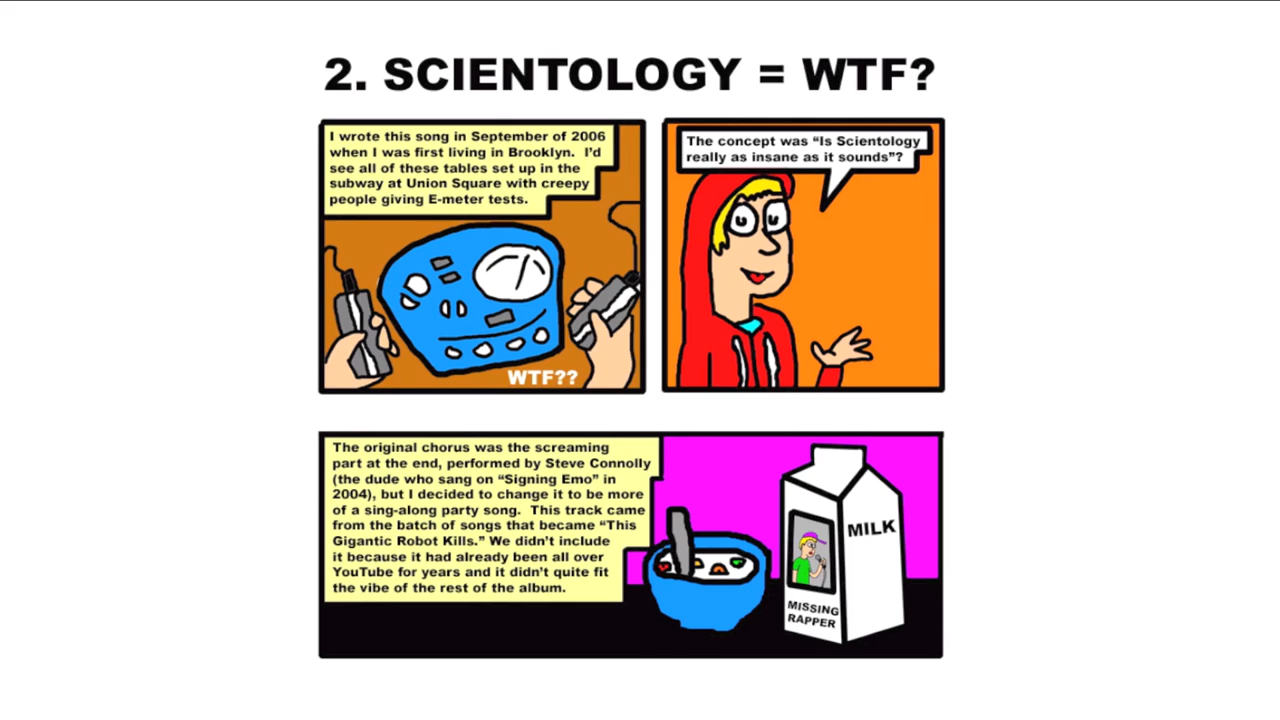 2. SCIENTOLOGY = WTF?
I wrote this song in September of 2006
when I was first living in Brooklyn. I'd
see all of these tables set up in the
subway at Union Square with creepy
people giving E-meter tests.
WTF??
The concept was "Is Scientology
really as insane as it sounds"?
The original chorus was the screaming
part at the end, performed by Steve Connolly
(the dude who sang on "Signing Emo" in
2004), but I decided to change it to be more
of a sing-along party song. This track came
from the batch of songs that became "This
Gigantic Robot Kills." We didn't include
it because it had already been all over
YouTube for years and it didn't quite fit
the vibe of the rest of the album.
MILK
MISSING
RAPPER